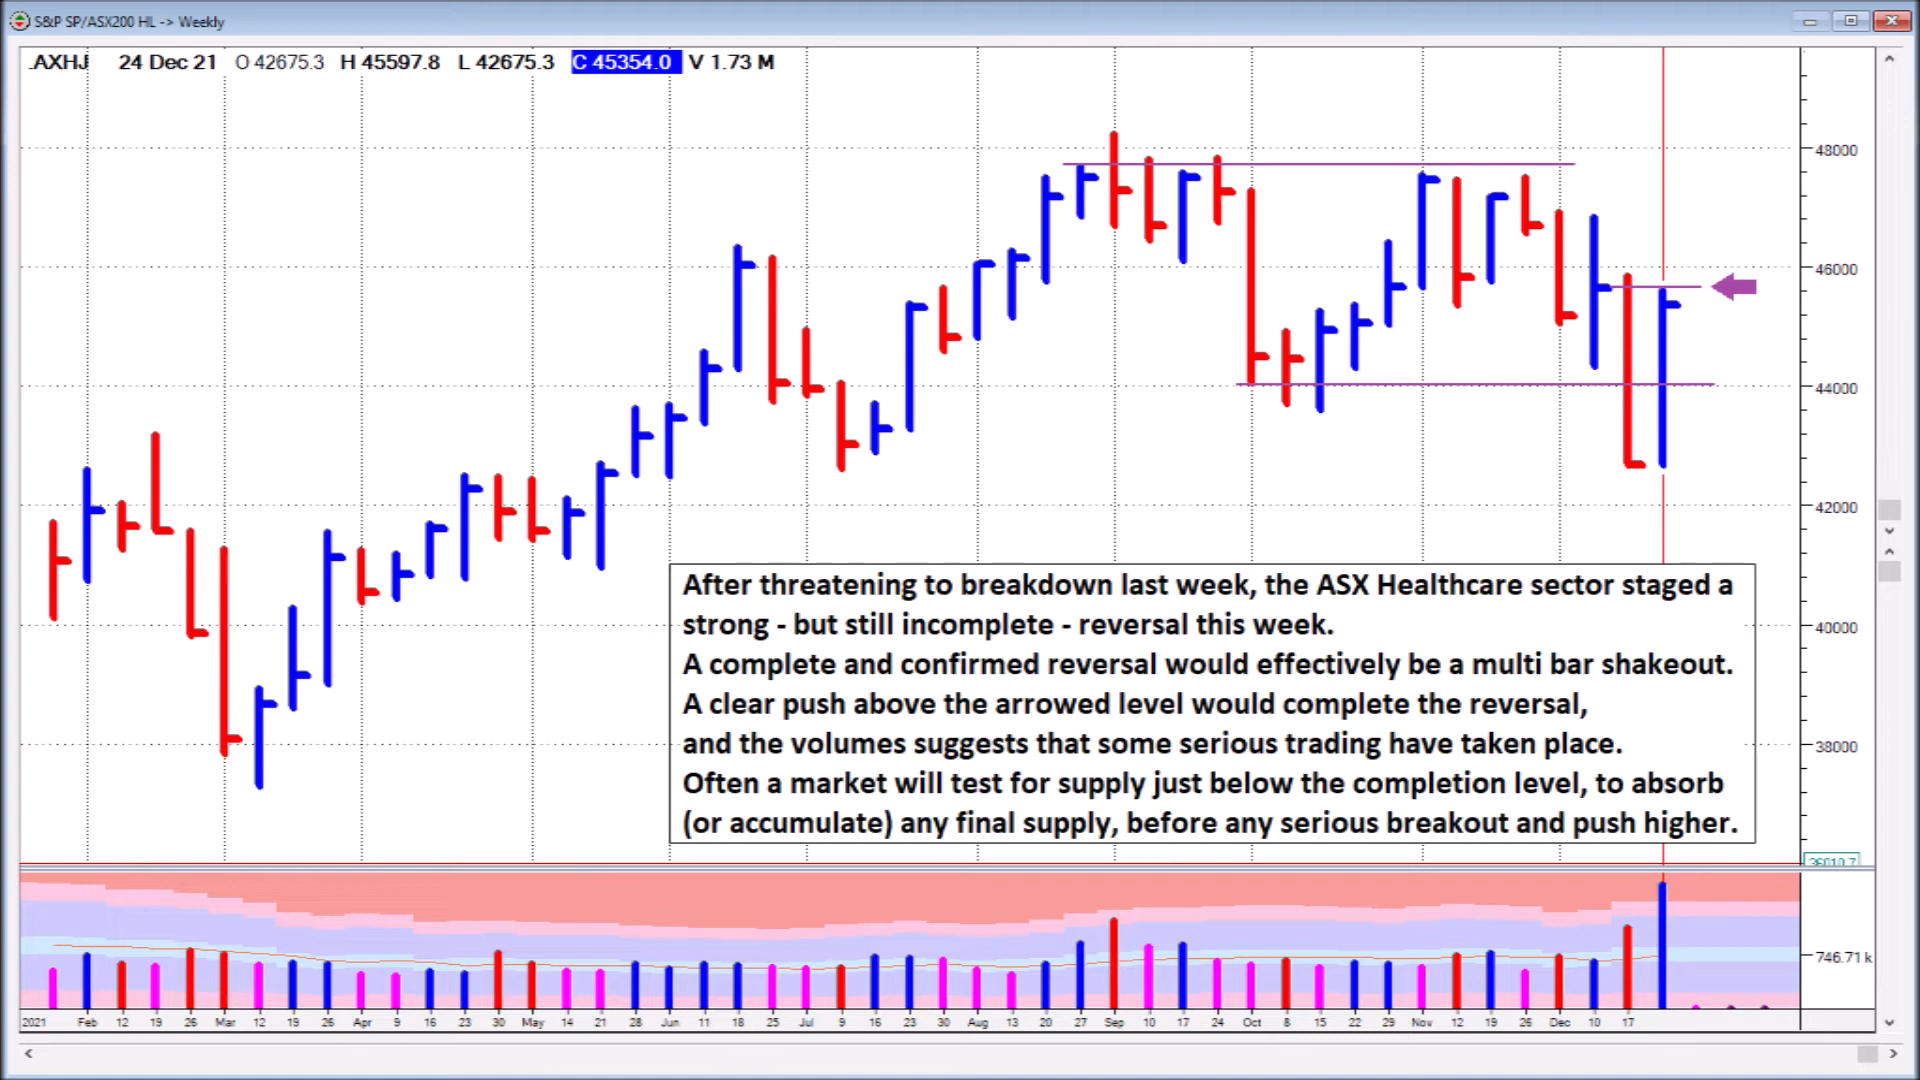 S&P SP/ASX200 HL -> Weekly
.AXHJ 24 Dec 21 O 42675.3 H 45597.8 L 42675.3 C 45354.0 V 1.73 M
48000
46000
44000
42000
40000
38000
36010.7
After threatening to breakdown last week, the ASX Healthcare sector staged a
strong - but still incomplete - reversal this week.
A complete and confirmed reversal would effectively be a multi bar shakeout.
A clear push above the arrowed level would complete the reversal,
and the volumes suggests that some serious trading have taken place.
Often a market will test for supply just below the completion level, to absorb
(or accumulate) any final supply, before any serious breakout and push higher.
746.71 k
2021 Feb 12 19 26 Mar 12 19 26 Apr 9 16 23 30 May 14 21 28 Jun 11 18 25 Jul 9 16 23 30 Aug 13 20 27 Sep 10 17 24 Oct 8 15 22 29 Nov 12 19 26 Dec 10 17